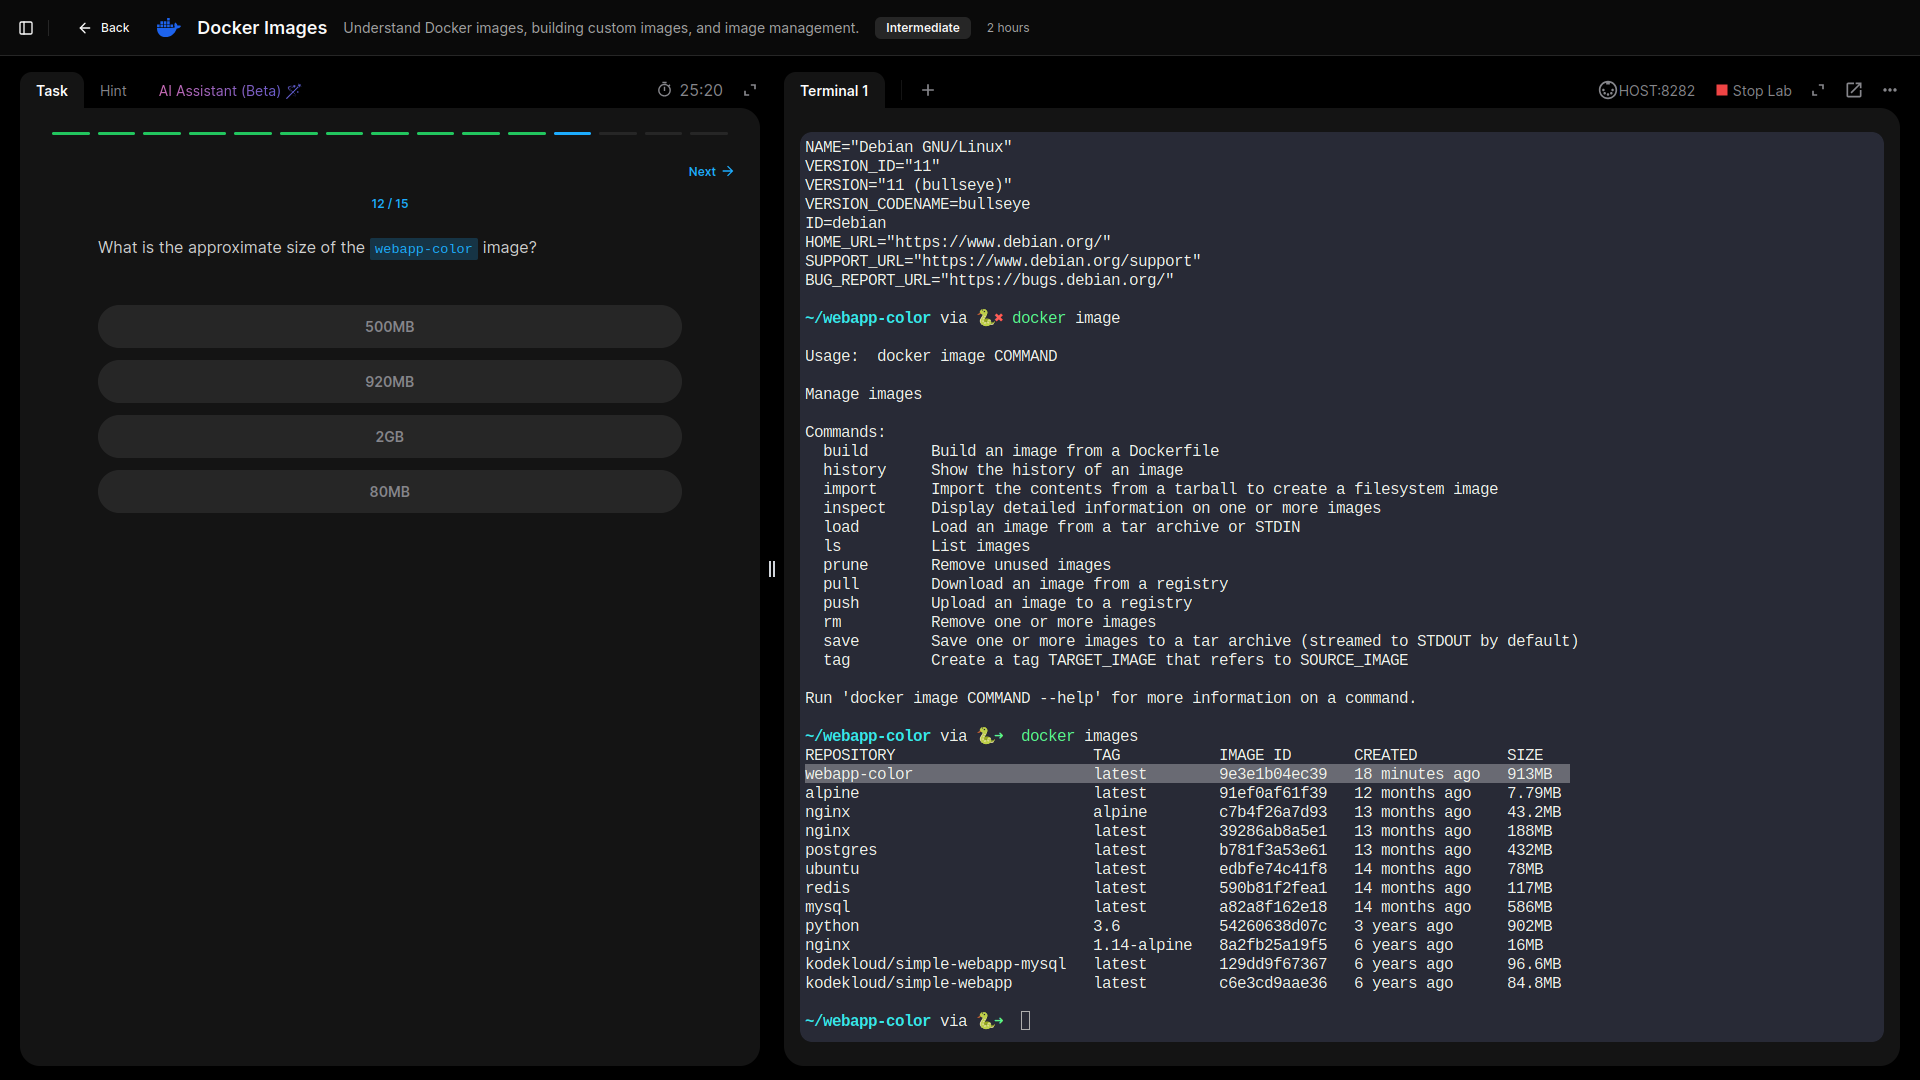 Back
Docker Images
Understand Docker images, building custom images, and image management.
Intermediate
2 hours
Task
Hint
AI Assistant (Beta)
25:20
Next
12 / 15
What is the approximate size of the webapp-color image?
500MB
920MB
2GB
80MB
Terminal 1
HOST:8282
Stop Lab
NAME="Debian GNU/Linux"
VERSION_ID="11"
VERSION="11 (bullseye)"
VERSION_CODENAME=bullseye
ID=debian
HOME_URL="https://www.debian.org/"
SUPPORT_URL="https://www.debian.org/support"
BUG_REPORT_URL="https://bugs.debian.org/"
~/webapp-color via 🐍✖ docker image
Usage:  docker image COMMAND
Manage images
Commands:
  build       Build an image from a Dockerfile
  history     Show the history of an image
  import      Import the contents from a tarball to create a filesystem image
  inspect     Display detailed information on one or more images
  load        Load an image from a tar archive or STDIN
  ls          List images
  prune       Remove unused images
  pull        Download an image from a registry
  push        Upload an image to a registry
  rm          Remove one or more images
  save        Save one or more images to a tar archive (streamed to STDOUT by default)
  tag         Create a tag TARGET_IMAGE that refers to SOURCE_IMAGE
Run 'docker image COMMAND --help' for more information on a command.
~/webapp-color via 🐍➜  docker images
REPOSITORY                      TAG           IMAGE ID       CREATED          SIZE
webapp-color                    latest        9e3e1b04ec39   18 minutes ago   913MB
alpine                          latest        91ef0af61f39   12 months ago    7.79MB
nginx                           alpine        c7b4f26a7d93   13 months ago    43.2MB
nginx                           latest        39286ab8a5e1   13 months ago    188MB
postgres                        latest        b781f3a53e61   13 months ago    432MB
ubuntu                          latest        edbfe74c41f8   14 months ago    78MB
redis                           latest        590b81f2fea1   14 months ago    117MB
mysql                           latest        a82a8f162e18   14 months ago    586MB
python                          3.6           54260638d07c   3 years ago      902MB
nginx                           1.14-alpine   8a2fb25a19f5   6 years ago      16MB
kodekloud/simple-webapp-mysql   latest        129dd9f67367   6 years ago      96.6MB
kodekloud/simple-webapp         latest        c6e3cd9aae36   6 years ago      84.8MB
~/webapp-color via 🐍➜